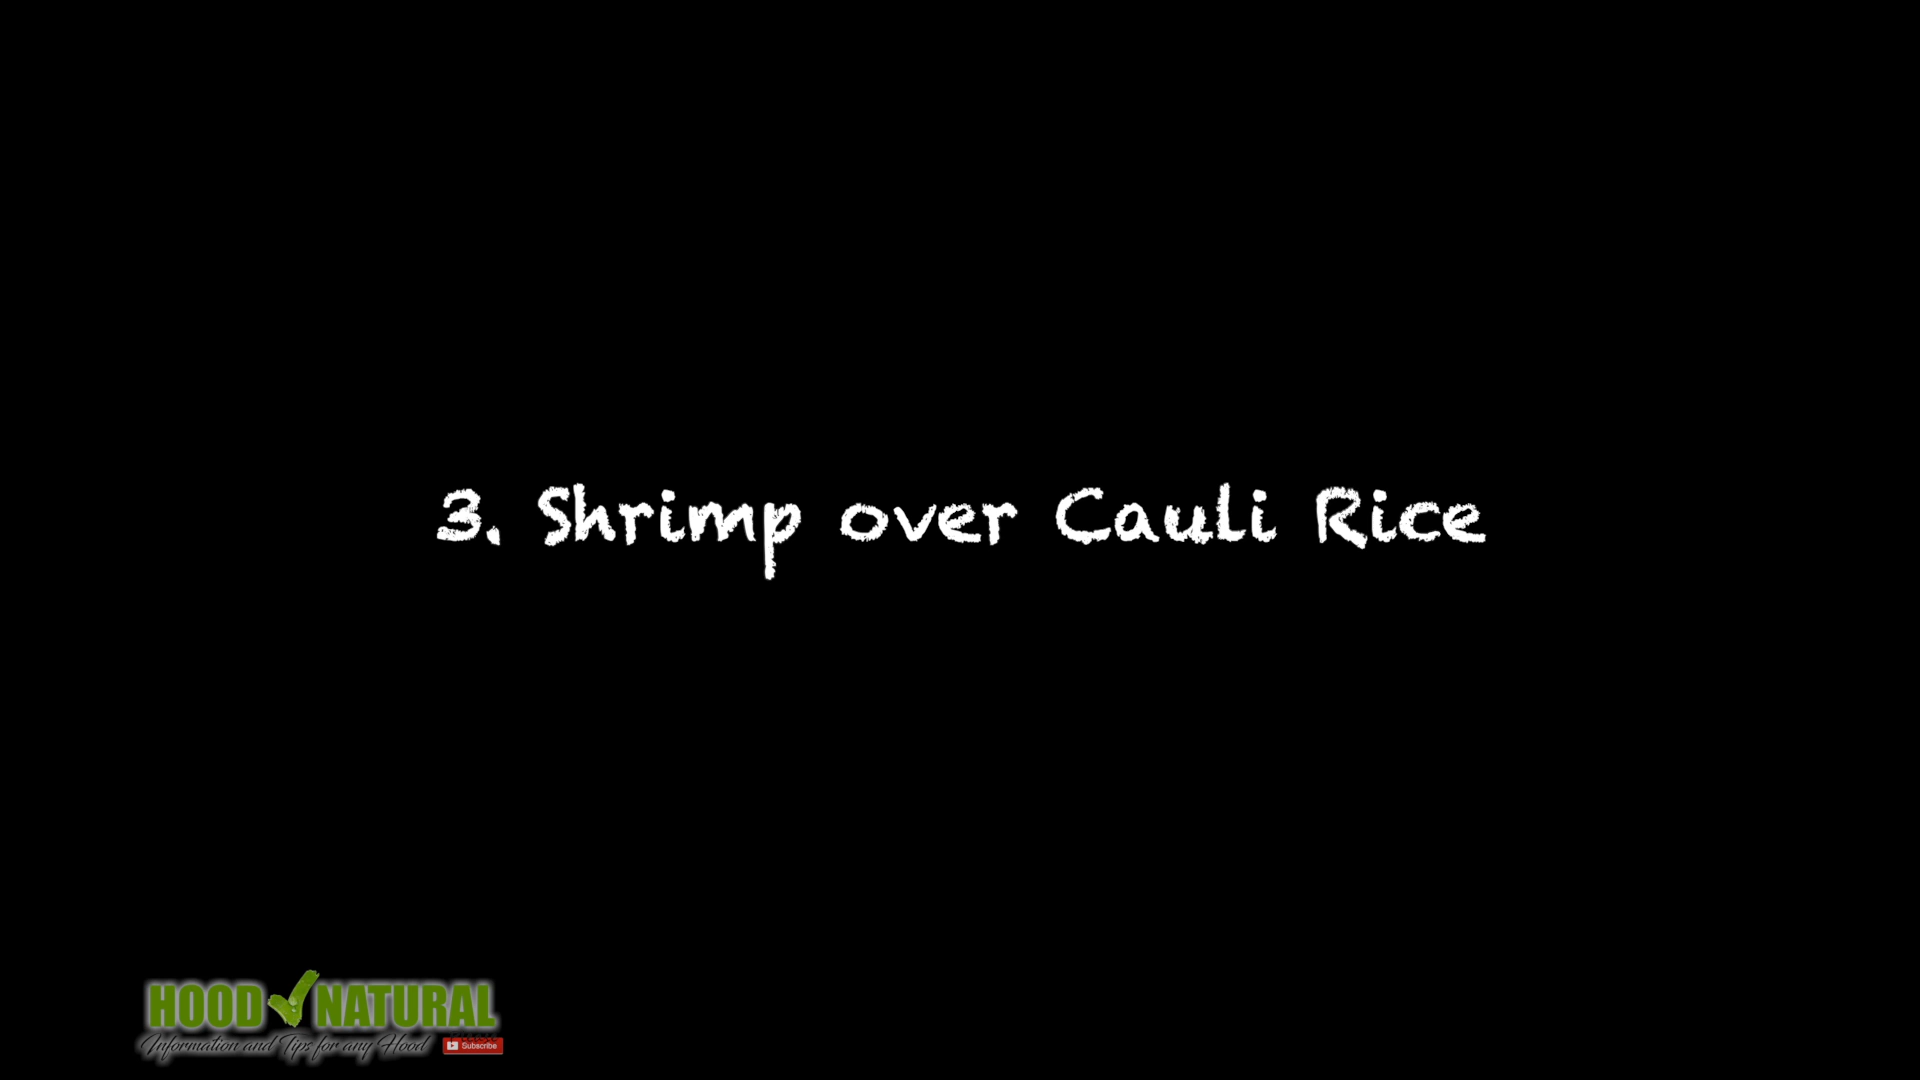 3. Shrimp over Cauli Rice
HOOD NATURAL
Information and Tips for any Hood
Subscribe